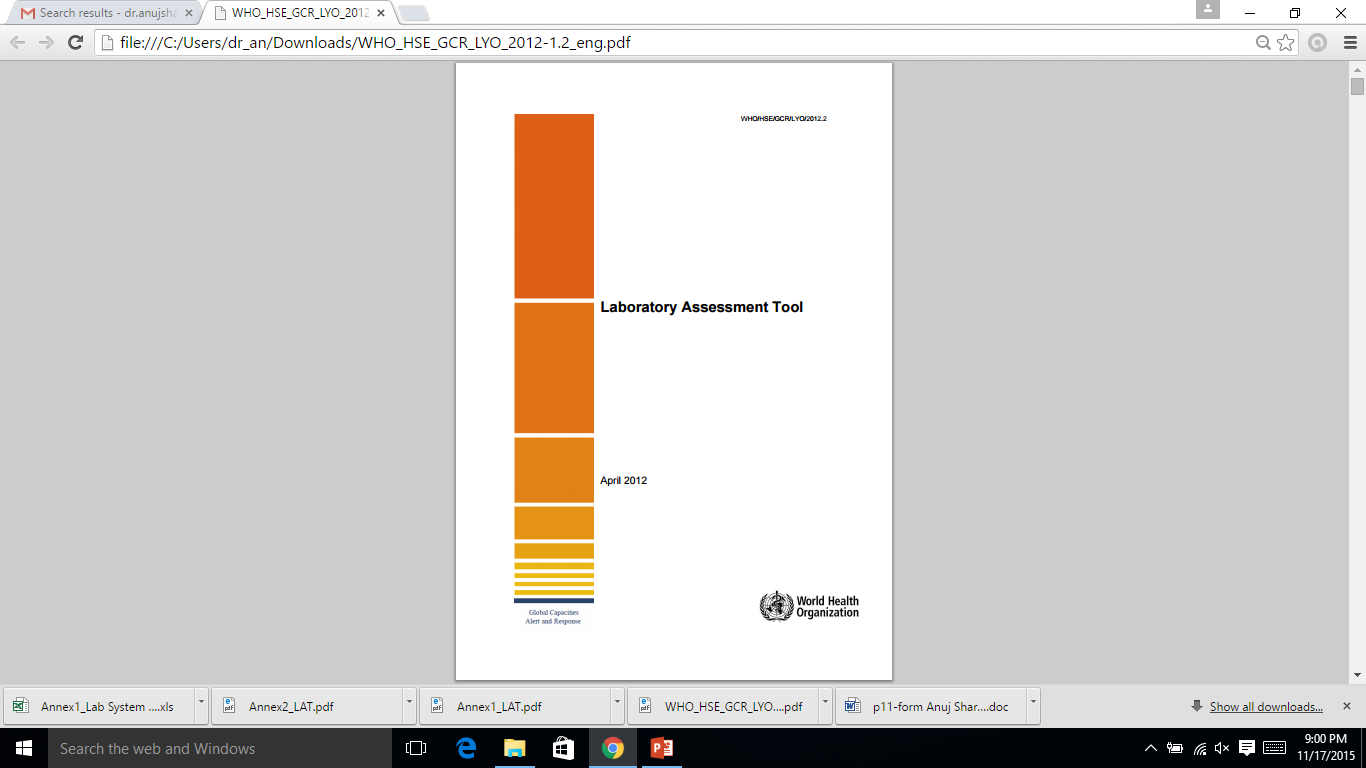 Search results - dr.anujsha
WHO_HSE_GCR_LYO_2012
file:///C:/Users/dr_an/Downloads/WHO_HSE_GCR_LYO_2012-1.2_eng.pdf
WHO/HSE/GCR/LYO/2012.2
Laboratory Assessment Tool
April 2012
Global Capacities
Alert and Response
World Health
Organization
Annex1_Lab System ....xls
Annex2_LAT.pdf
Annex1_LAT.pdf
WHO_HSE_GCR_LYO....pdf
p11-form Anuj Shar....doc
Show all downloads...
Search the web and Windows
9:00 PM
11/17/2015